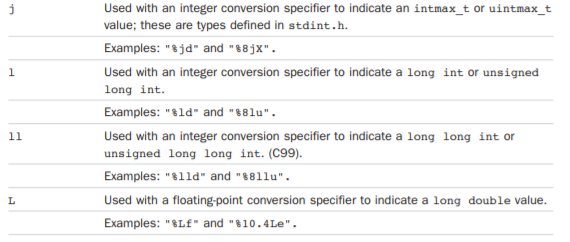 j Used with an integer conversion specifier to indicate an intmax_t or uintmax_t
value; these are types defined in stdint.h.
Examples: "%jd" and "%8jX".
l Used with an integer conversion specifier to indicate a long int or unsigned
long int.
Examples: "%ld" and "%8lu".
ll Used with an integer conversion specifier to indicate a long long int or
unsigned long long int. (C99).
Examples: "%lld" and "%8llu".
L Used with a floating-point conversion specifier to indicate a long double value.
Examples: "%Lf" and "%10.4Le".